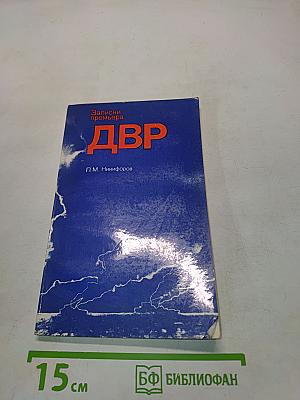 Записки
премьера
ДВР
П.М. Никифоров
15 см
БФ
БИБЛИОФАН